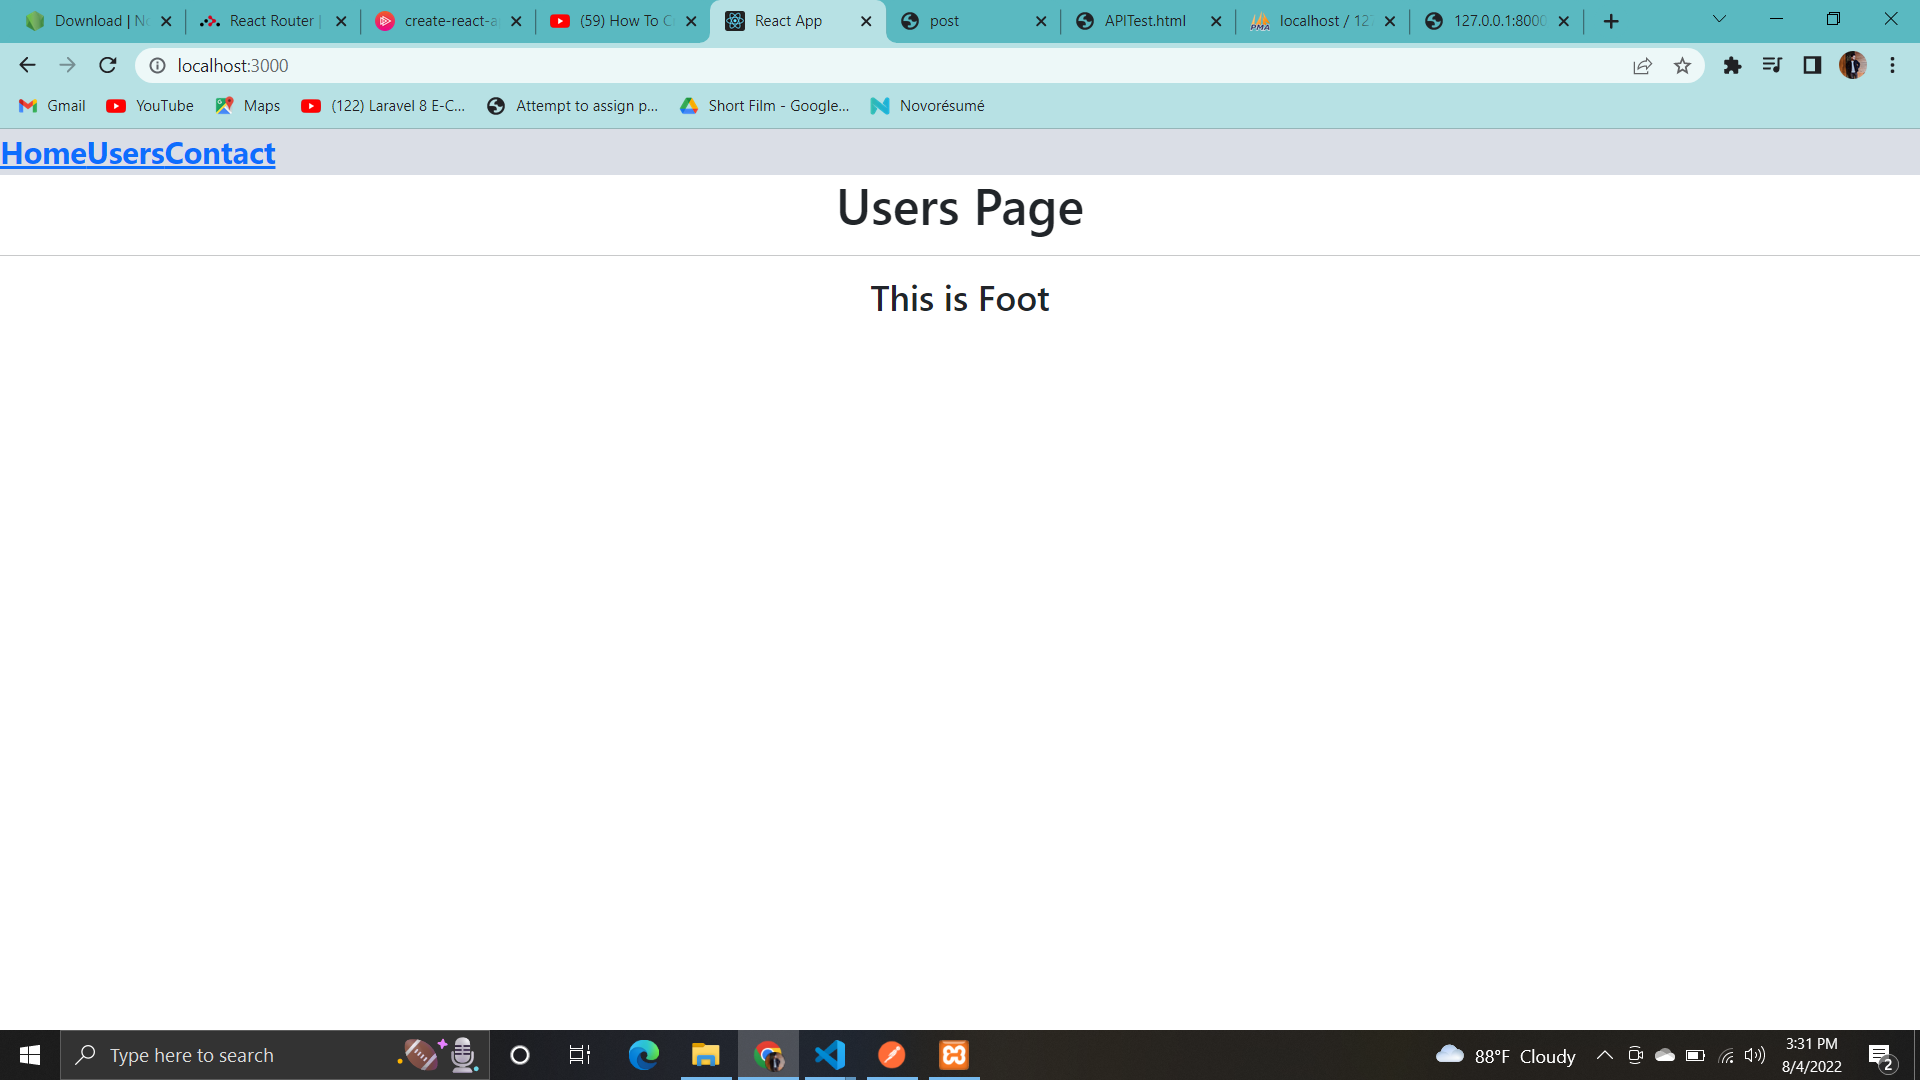 Download | No
React Router |
create-react-a
(59) How To C
React App
post
APITest.html
localhost / 127
127.0.0.1:8000
localhost:3000
Gmail
YouTube
Maps
(122) Laravel 8 E-C...
Attempt to assign p...
Short Film - Google...
Novorésumé
HomeUsersContact
Users Page
This is Foot
Type here to search
88°F Cloudy
3:31 PM
8/4/2022
2